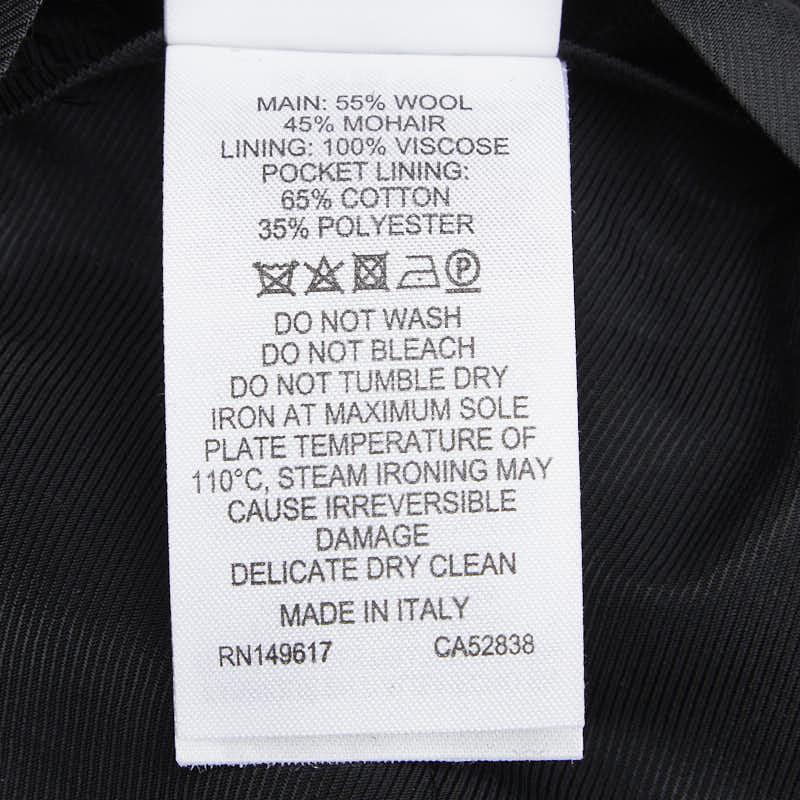 MAIN: 55% WOOL
45% MOHAIR
LINING: 100% VISCOSE
POCKET LINING:
65% COTTON
35% POLYESTER
P
DO NOT WASH
DO NOT BLEACH
DO NOT TUMBLE DRY
IRON AT MAXIMUM SOLE
PLATE TEMPERATURE OF
110°C, STEAM IRONING MAY
CAUSE IRREVERSIBLE
DAMAGE
DELICATE DRY CLEAN
MADE IN ITALY
RN149617 CA52838